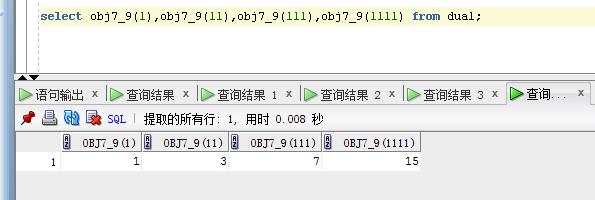 select obj7_9(1),obj7_9(11),obj7_9(111),obj7_9(1111) from dual;
语句输出 × 查询结果 × 查询结果 1 × 查询结果 2 × 查询结果 3 × 查询... ×
SQL | 提取的所有行: 1, 用时 0.008 秒
OBJ7_9(1) OBJ7_9(11) OBJ7_9(111) OBJ7_9(1111)
1 1 3 7 15